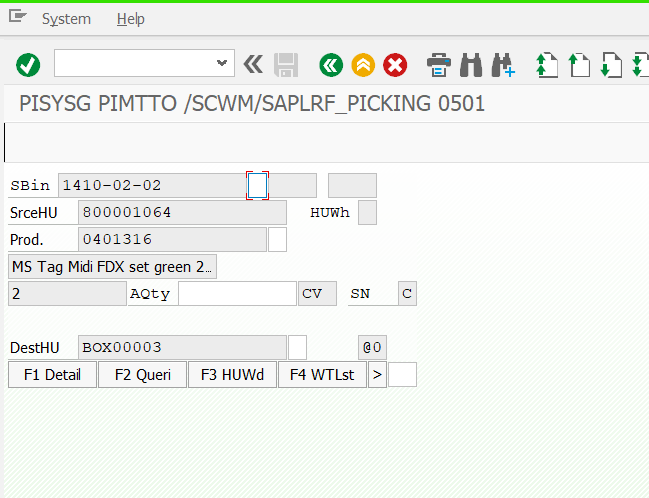 System Help
PISYSG PIMTTO /SCWM/SAPLRF_PICKING 0501
SBin 1410-02-02
SrceHU 800001064 HUWh
Prod. 0401316
MS Tag Midi FDX set green 2...
2 AQty CV SN C
DestHU BOX00003 @0
F1 Detail F2 Queri F3 HUWd F4 WTLst >